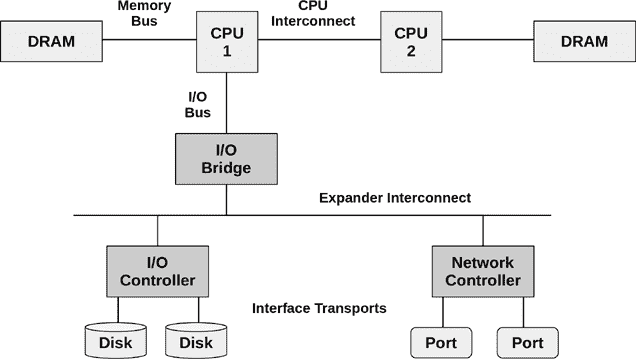 Memory
Bus
CPU
Interconnect
DRAM
CPU
1
CPU
2
DRAM
I/O
Bus
I/O
Bridge
Expander Interconnect
I/O
Controller
Network
Controller
Interface Transports
Disk
Disk
Port
Port